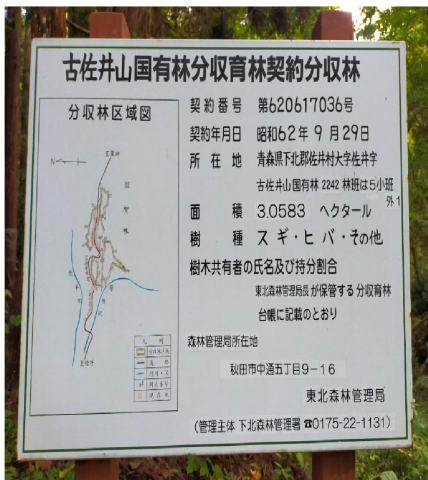 古佐井山国有林分収育林契約分収林
分収林区域図
国有林
凡例
契約番号 第620617036号
契約年月日 昭和62年9月29日
所在地 青森県下北郡佐井村大字佐井字
古佐井山国有林 2242 林班は5小班
外1
面積 3.0583 ヘクタール
樹種 スギ・ヒバ・その他
樹木共有者の氏名及び持分割合
東北森林管理局長が保管する分収育林
台帳に記載のとおり
森林管理局所在地
秋田市中通五丁目9-16
東北森林管理局
(管理主体 下北森林管理署 ☎0175-22-1131)